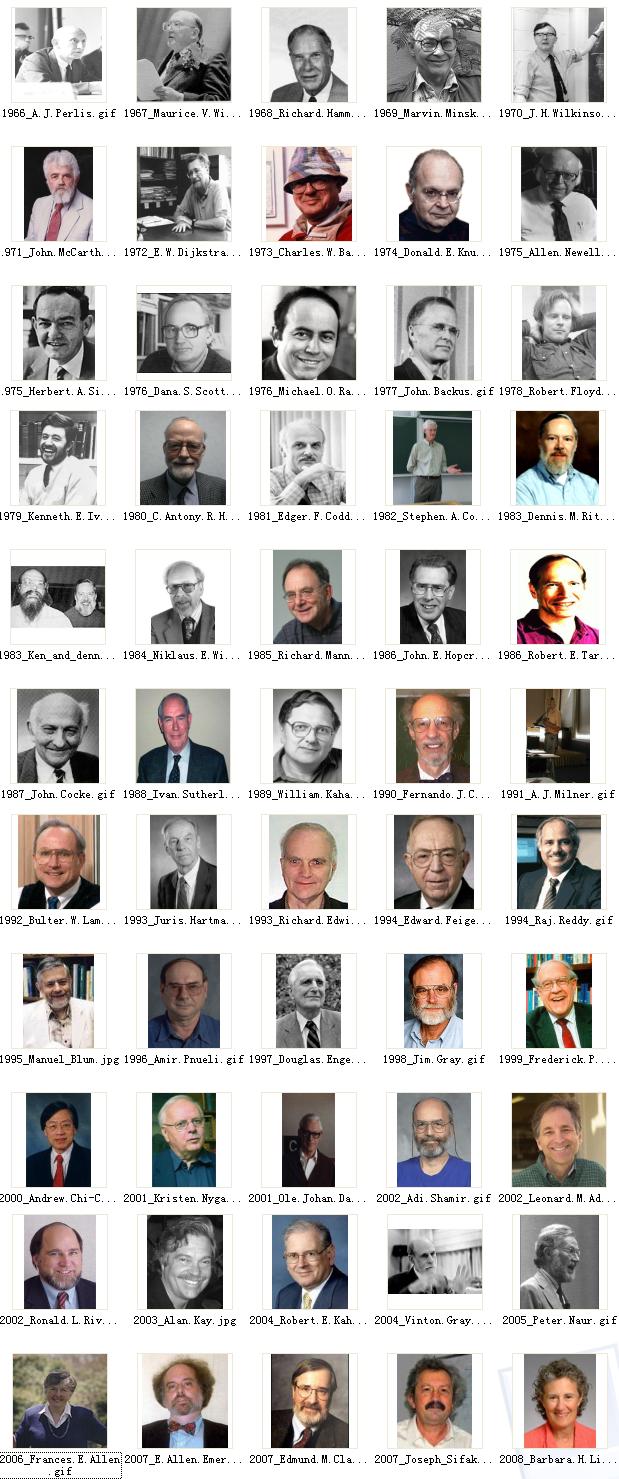 1966_A.J.Perlis.gif
1967_Maurice.V.Wi...
1968_Richard.Hamm...
1969_Marvin.Minsk...
1970_J.H.Wilkinso...
.971_John.McCarth...
1972_E.W.Dijkstra...
1973_Charles.W.Ba...
1974_Donald.E.Knu...
1975_Allen.Newell...
.975_Herbert.A.Si...
1976_Dana.S.Scott...
1976_Michael.O.Ra...
1977_John.Backus.gif
1978_Robert.Floyd...
1979_Kenneth.E.Iv...
1980_C.Antony.R.H...
1981_Edger.F.Codd...
1982_Stephen.A.Co...
1983_Dennis.M.Rit...
1983_Ken_and_denn...
1984_Niklaus.E.Wi...
1985_Richard.Mann...
1986_John.E.Hopcr...
1986_Robert.E.Tar...
1987_John.Cocke.gif
1988_Ivan.Sutherl...
1989_William.Kaha...
1990_Fernando.J.C...
1991_A.J.Milner.gif
1992_Bulter.W.Lam...
1993_Juris.Hartma...
1993_Richard.Edwi...
1994_Edward.Feige...
1994_Raj.Reddy.gif
1995_Manuel_Blum.jpg
1996_Amir.Pnueli.gif
1997_Douglas.Enge...
1998_Jim.Gray.gif
1999_Frederick.P....
2000_Andrew.Chi-C...
2001_Kristen.Nyga...
2001_Ole.Johan.Da...
2002_Adi.Shamir.gif
2002_Leonard.M.Ad...
2002_Ronald.L.Riv...
2003_Alan.Kay.jpg
2004_Robert.E.Kah...
2004_Vinton.Gray....
2005_Peter.Naur.gif
2006_Frances.E.Allen
.gif
2007_E.Allen.Emer...
2007_Edmund.M.Cla...
2007_Joseph_Sifak...
2008_Barbara.H.Li...